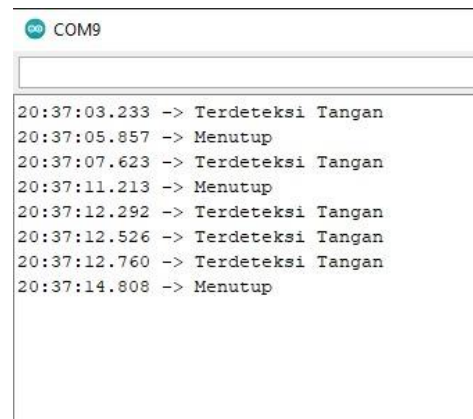 COM9
20:37:03.233 -> Terdeteksi Tangan
20:37:05.857 -> Menutup
20:37:07.623 -> Terdeteksi Tangan
20:37:11.213 -> Menutup
20:37:12.292 -> Terdeteksi Tangan
20:37:12.526 -> Terdeteksi Tangan
20:37:12.760 -> Terdeteksi Tangan
20:37:14.808 -> Menutup